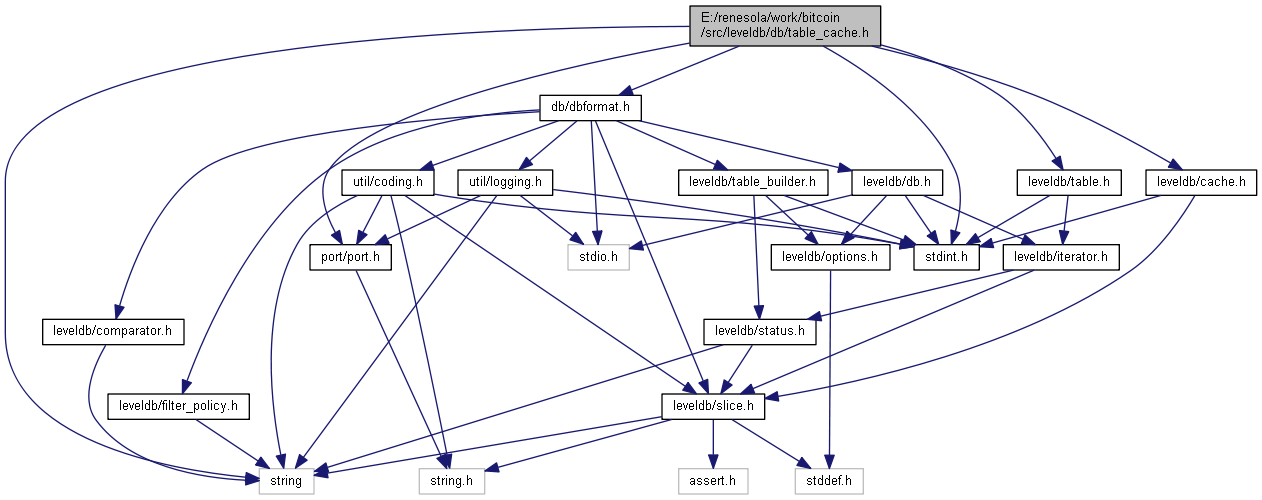 E:/renesola/work/bitcoin
/src/leveldb/db/table_cache.h
db/dbformat.h
util/coding.h
util/logging.h
leveldb/table_builder.h
leveldb/db.h
leveldb/table.h
leveldb/cache.h
port/port.h
stdio.h
leveldb/options.h
stdint.h
leveldb/iterator.h
leveldb/comparator.h
leveldb/status.h
leveldb/filter_policy.h
leveldb/slice.h
string
string.h
assert.h
stddef.h